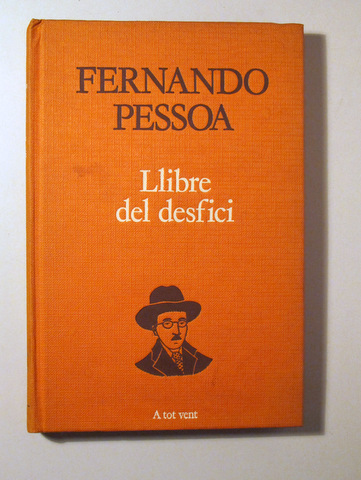 FERNANDO
PESSOA
Llibre
del desfici
A tot vent